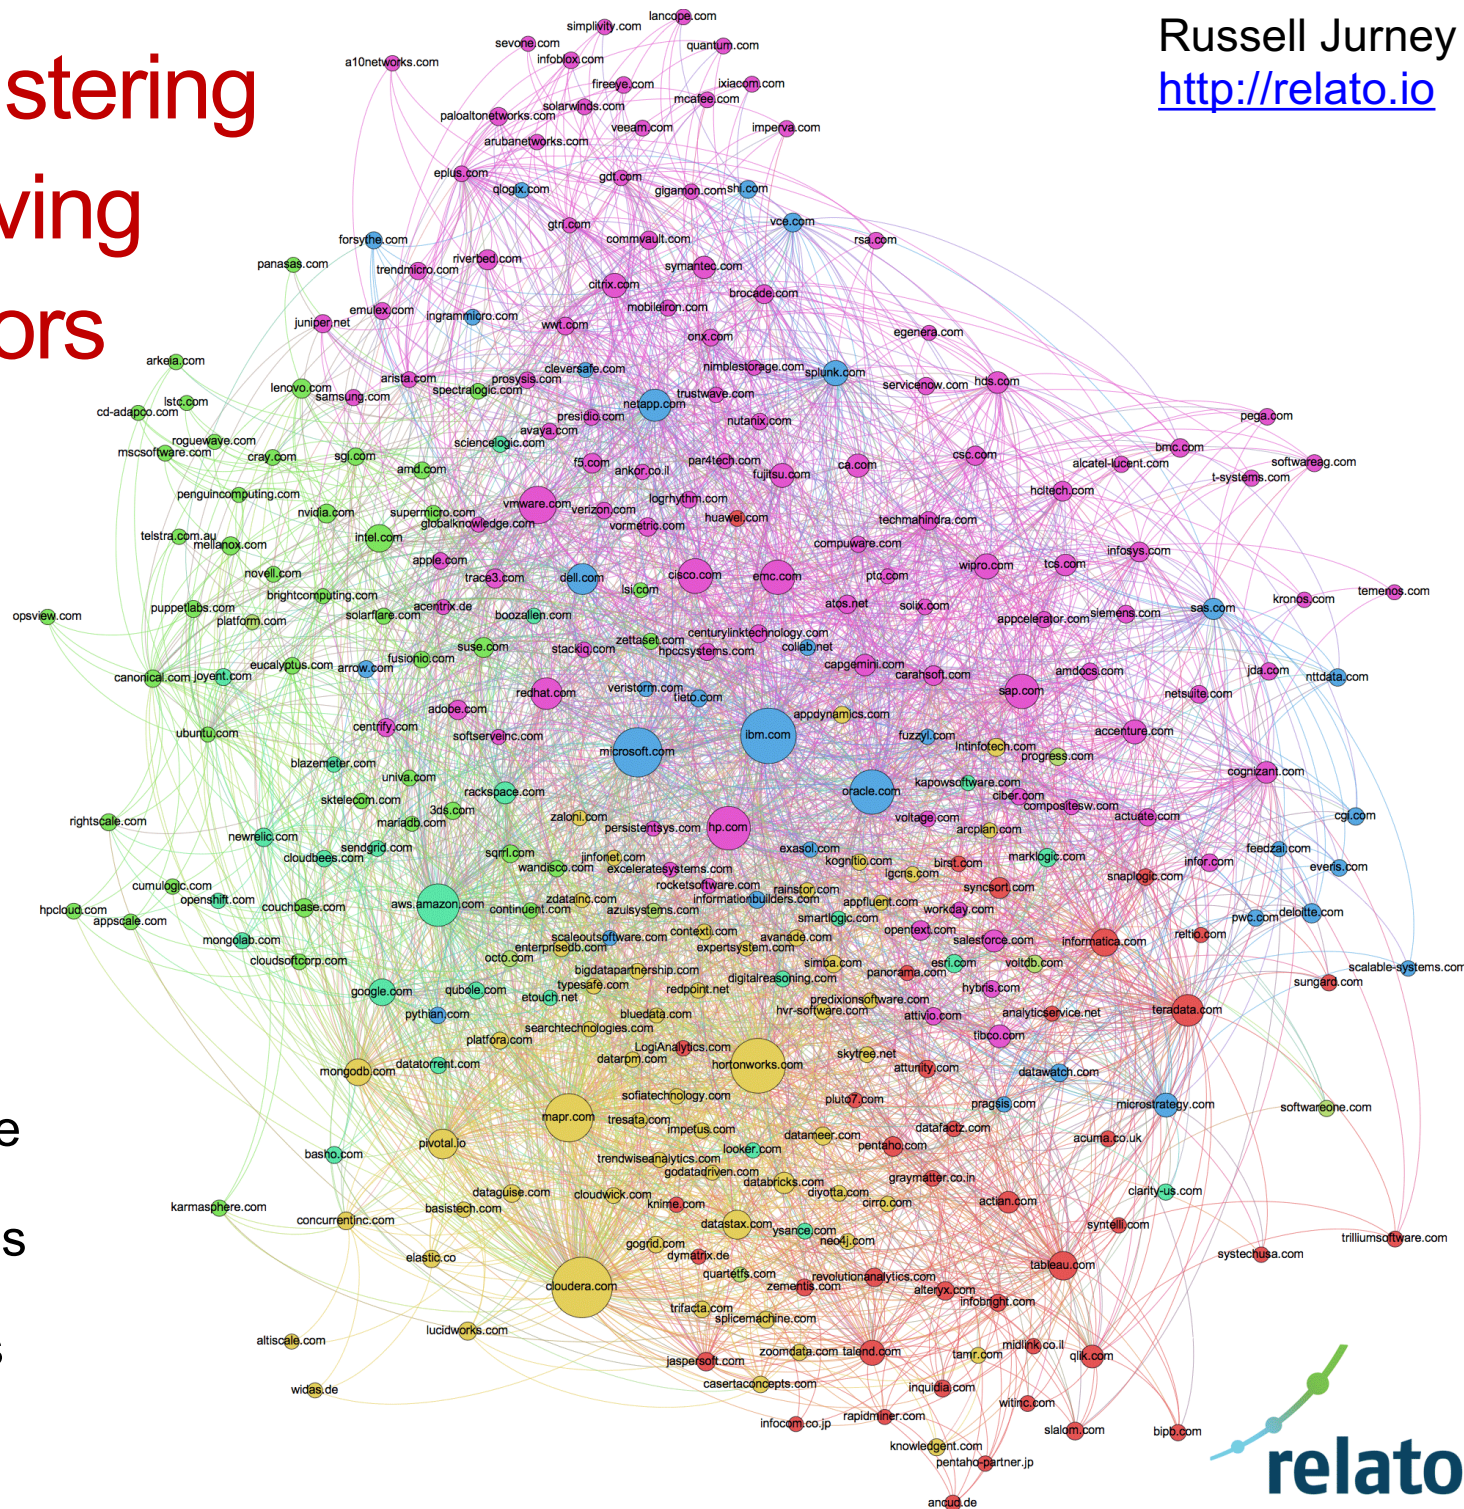 Russell Jurney
http://relato.io
stering
ving
ors
e
s
s
lancope.com
simplivity.com
sevone.com
quantum.com
infoblox.com
a10networks.com
fireeye.com
ixiacom.com
mcafee.com
solarwinds.com
paloaltonetworks.com
veeam.com
imperva.com
arubanetworks.com
eplus.com
gdt.com
qlogix.com
gigamon.com
shi.com
vce.com
gtri.com
forsythe.com
commvault.com
rsa.com
riverbed.com
panasas.com
trendmicro.com
symantec.com
citrix.com
brocade.com
mobileiron.com
emulex.com
ingrammicro.com
juniper.net
wwt.com
onx.com
egenera.com
arkeia.com
cleversafe.com
nimblestorage.com
splunk.com
arista.com
prosysis.com
lenovo.com
spectralogic.com
samsung.com
servicenow.com
hds.com
trustwave.com
lstc.com
cd-adapco.com
netapp.com
presidio.com
nutanix.com
pega.com
avaya.com
roguewave.com
sciencelogic.com
mscsoftware.com
cray.com
sgi.com
amd.com
f5.com
ankor.co.il
par4tech.com
fujitsu.com
ca.com
csc.com
bmc.com
alcatel-lucent.com
softwareag.com
t-systems.com
penguincomputing.com
hcltech.com
nvidia.com
supermicro.com
vmware.com
verizon.com
logrhythm.com
globalknowledge.com
vormetric.com
huawei.com
techmahindra.com
telstra.com.au
mellanox.com
intel.com
compuware.com
infosys.com
apple.com
wipro.com
tcs.com
novell.com
trace3.com
dell.com
cisco.com
emc.com
ptc.com
lsi.com
brightcomputing.com
temenos.com
kronos.com
puppetlabs.com
acentrix.de
atos.net
solix.com
sas.com
opsview.com
platform.com
solarflare.com
boozallen.com
appcelerator.com
siemens.com
centurylinktechnology.com
zettaset.com
collab.net
suse.com
stackiq.com
hpccsystems.com
fusionio.com
eucalyptus.com
arrow.com
capgemini.com
carahsoft.com
amdocs.com
jda.com
nttdata.com
canonical.com
joyent.com
redhat.com
veristorm.com
tieto.com
sap.com
netsuite.com
adobe.com
appdynamics.com
centrify.com
softserveinc.com
ubuntu.com
ibm.com
fuzzyl.com
accenture.com
microsoft.com
intinfotech.com
progress.com
blazemeter.com
univa.com
cognizant.com
rackspace.com
oracle.com
kapowsoftware.com
ciber.com
sktelecom.com
3ds.com
compositesw.com
rightscale.com
mariadb.com
zaloni.com
voltage.com
actuate.com
cgi.com
persistentsys.com
hp.com
arcplan.com
newrelic.com
sendgrid.com
cloudbees.com
exasol.com
feedzai.com
sqrrl.com
jinfonet.com
kognitio.com
birst.com
marklogic.com
infor.com
everis.com
wandisco.com
exceleratesystems.com
lgcns.com
snaplogic.com
cumulogic.com
rocketsoftware.com
rainstor.com
syncsort.com
openshift.com
zdatainc.com
informationbuilders.com
appfluent.com
hpcloud.com
couchbase.com
aws.amazon.com
continuent.com
azulsystems.com
workday.com
appscale.com
smartlogic.com
pwc.com
deloitte.com
contexti.com
opentext.com
reltio.com
mongolab.com
scaleoutsoftware.com
avanade.com
salesforce.com
informatica.com
enterprisedb.com
expertsystem.com
cloudsoftcorp.com
octo.com
simba.com
esri.com
voltdb.com
bigdatapartnership.com
panorama.com
scalable-systems.com
digitalreasoning.com
sungard.com
google.com
qubole.com
typesafe.com
redpoint.net
hybris.com
etouch.net
predixionsoftware.com
pythian.com
bluedata.com
hvr-software.com
attivio.com
analyticservice.net
teradata.com
searchtechnologies.com
platfora.com
tibco.com
LogiAnalytics.com
skytree.net
datarpm.com
mongodb.com
datatorrent.com
hortonworks.com
attunity.com
datawatch.com
sofiatechnology.com
pluto7.com
pragsis.com
microstrategy.com
softwareone.com
mapr.com
tresata.com
impetus.com
datafactz.com
pivotal.io
datameer.com
acuma.co.uk
pentaho.com
basho.com
looker.com
trendwiseanalytics.com
godatadriven.com
graymatter.co.in
databricks.com
dataguise.com
cloudwick.com
diyotta.com
clarity-us.com
karmasphere.com
basistech.com
knime.com
cirro.com
actian.com
concurrentinc.com
datastax.com
ysance.com
syntelli.com
gogrid.com
neo4j.com
trilliumsoftware.com
elastic.co
dymatrix.de
systechusa.com
tableau.com
cloudera.com
quartetfs.com
revolutionanalytics.com
zementis.com
alteryx.com
infobright.com
trifacta.com
splicemachine.com
altiscale.com
lucidworks.com
midlink.co.il
zoomdata.com
talend.com
tamr.com
qlik.com
jaspersoft.com
widas.de
casertaconcepts.com
inquidia.com
witinc.com
infocom.co.jp
rapidminer.com
slalom.com
bipb.com
knowledgent.com
pentaho-partner.jp
ancud.de
relato